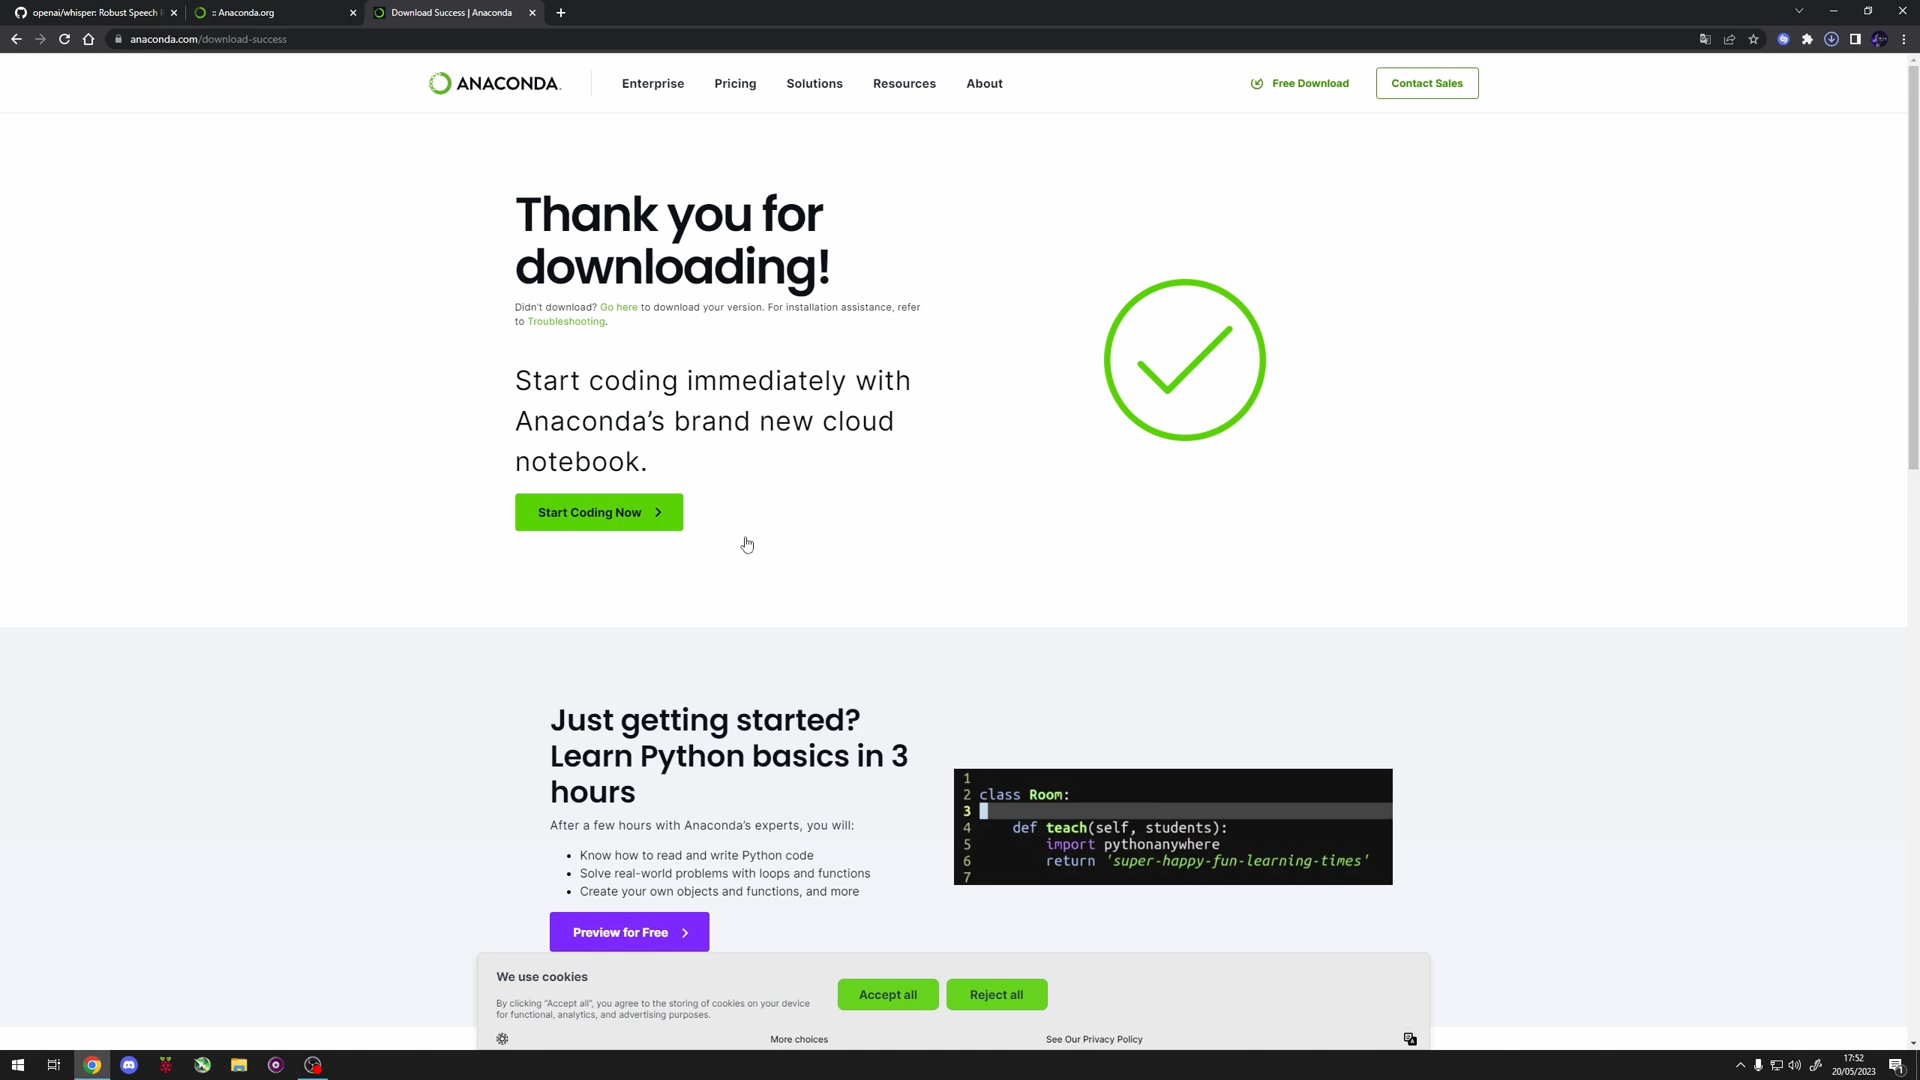 openai/whisper: Robust Speech R
:: Anaconda.org
Download Success | Anaconda
anaconda.com/download-success
ANACONDA.
Enterprise
Pricing
Solutions
Resources
About
Free Download
Contact Sales
Thank you for
downloading!
Didn't download? Go here to download your version. For installation assistance, refer
to Troubleshooting.
Start coding immediately with
Anaconda's brand new cloud
notebook.
Start Coding Now
Just getting started?
Learn Python basics in 3
hours
After a few hours with Anaconda's experts, you will:
• Know how to read and write Python code
• Solve real-world problems with loops and functions
• Create your own objects and functions, and more
Preview for Free
1
2 class Room:
3
4 def teach(self, students):
5 import pythonanywhere
6 return 'super-happy-fun-learning-times'
7
We use cookies
By clicking "Accept all", you agree to the storing of cookies on your device
for functional, analytics, and advertising purposes.
Accept all
Reject all
More choices
See Our Privacy Policy
17:52
20/05/2023